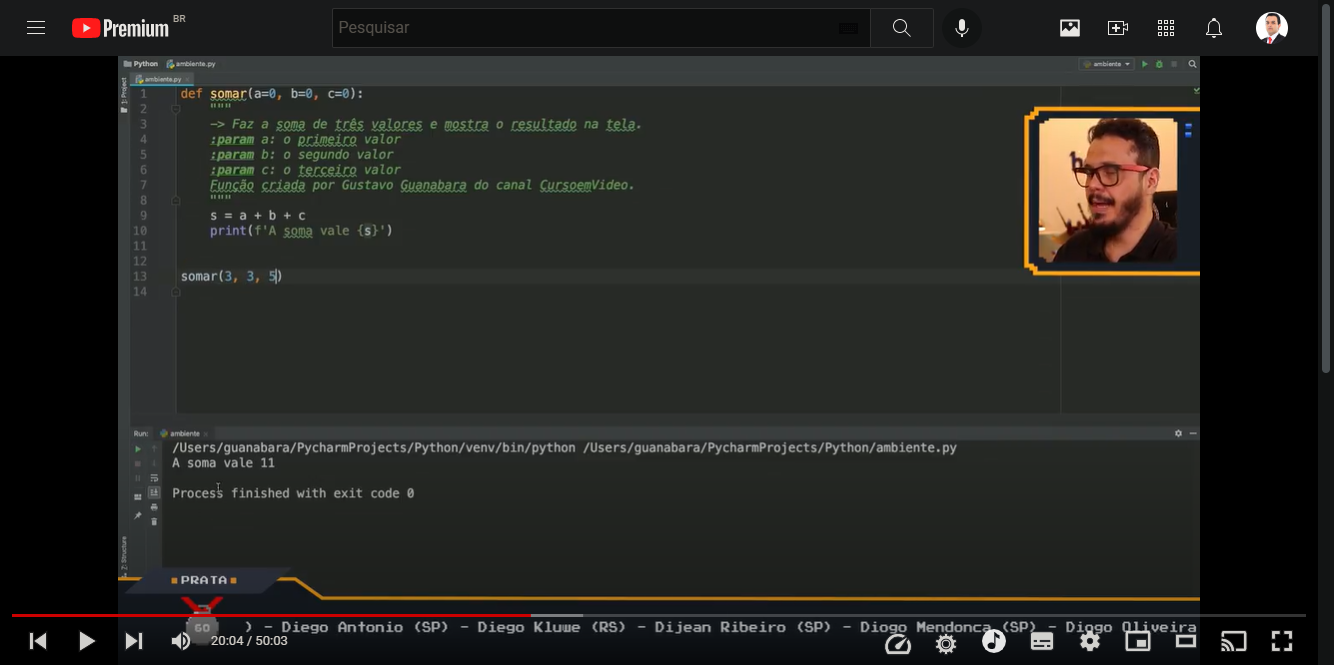 Premium BR
Pesquisar
Python ambiente.py
ambiente
ambiente.py
1: Project
1 def somar(a=0, b=0, c=0):
2 """
3 -> Faz a soma de três valores e mostra o resultado na tela.
4 :param a: o primeiro valor
5 :param b: o segundo valor
6 :param c: o terceiro valor
7 Função criada por Gustavo Guanabara do canal CursoemVideo.
8 """
9 s = a + b + c
10 print(f'A soma vale {s}')
11
12
13 somar(3, 3, 5)
14
Run: ambiente
/Users/guanabara/PycharmProjects/Python/venv/bin/python /Users/guanabara/PycharmProjects/Python/ambiente.py
A soma vale 11
Process finished with exit code 0
Z: Structure
PRATA
GO ) - Diego Antonio (SP) - Diego Kluwe (RS) - Dijean Ribeiro (SP) - Diogo Mendonca (SP) - Diogo Oliveira
20:04 / 50:03